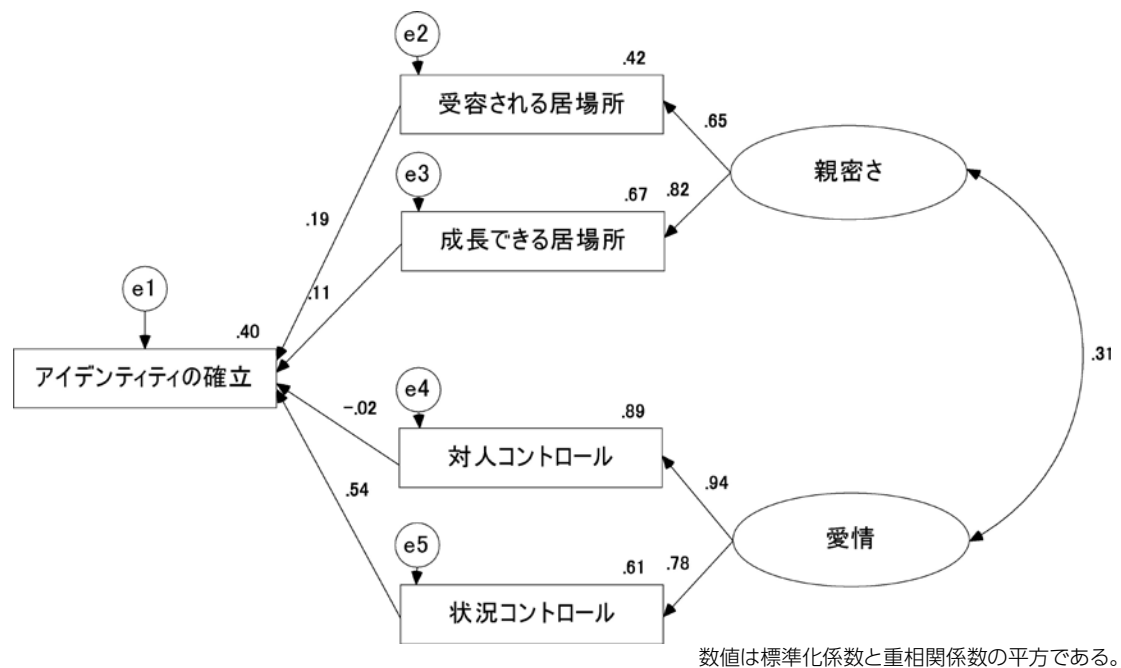 e2
.42
受容される居場所
.65
親密さ
e3
.67
.82
成長できる居場所
.19
e1
.11
.40
アイデンティティの確立
.31
e4
-.02
.89
対人コントロール
.94
.54
愛情
e5
.61
.78
状況コントロール
数値は標準化係数と重相関係数の平方である。